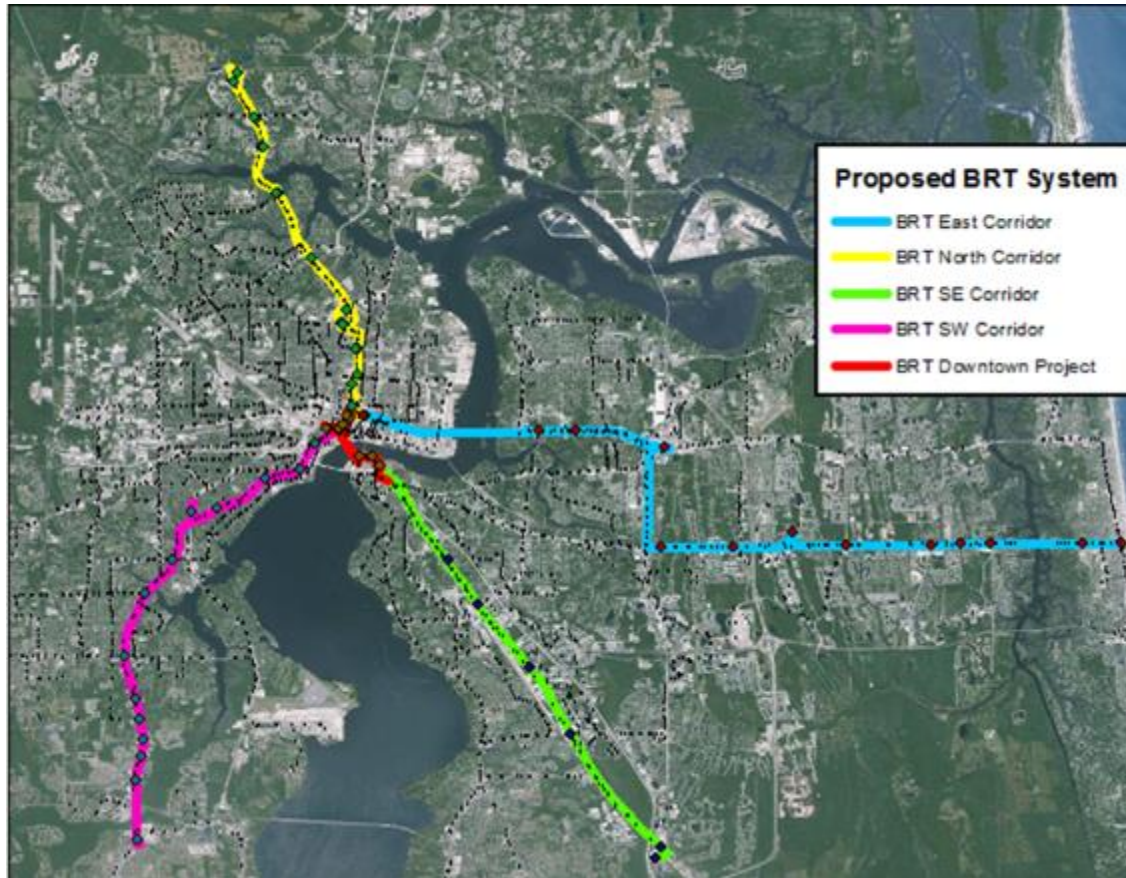 Proposed BRT System
BRT East Corridor
BRT North Corridor
BRT SE Corridor
BRT SW Corridor
BRT Downtown Project